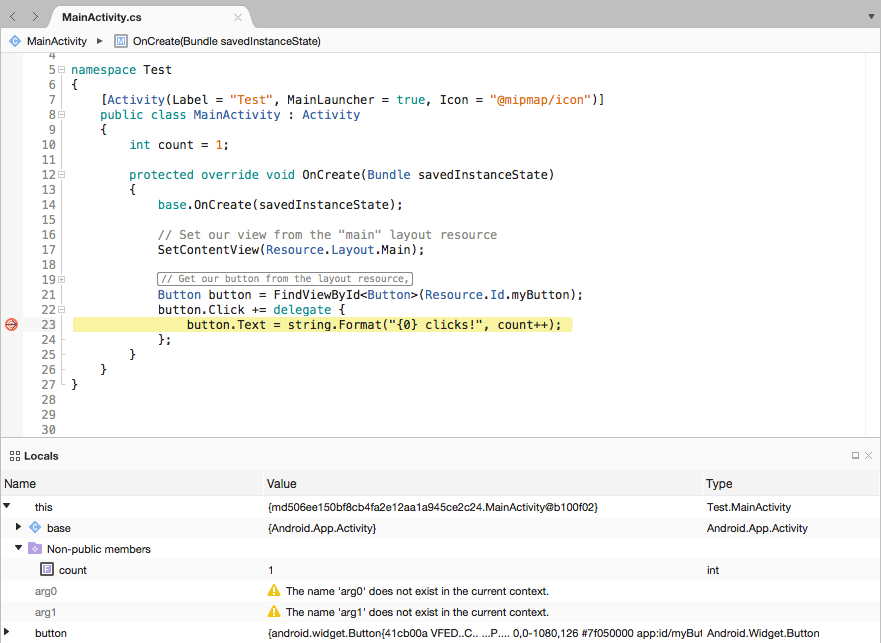 MainActivity.cs
MainActivity ▶ M OnCreate(Bundle savedInstanceState)
4
5 namespace Test
6 {
7 [Activity(Label = "Test", MainLauncher = true, Icon = "@mipmap/icon")]
8 public class MainActivity : Activity
9 {
10 int count = 1;
11
12 protected override void OnCreate(Bundle savedInstanceState)
13 {
14 base.OnCreate(savedInstanceState);
15
16 // Set our view from the "main" layout resource
17 SetContentView(Resource.Layout.Main);
18
19 // Get our button from the layout resource,
21 Button button = FindViewById<Button>(Resource.Id.myButton);
22 button.Click += delegate {
23 button.Text = string.Format("{0} clicks!", count++);
24 };
25 }
26 }
27 }
28
29
30
Locals
Name Value Type
this {md506ee150bf8cb4fa2e12aa1a945ce2c24.MainActivity@b100f02} Test.MainActivity
base {Android.App.Activity} Android.App.Activity
Non-public members
count 1 int
arg0 The name 'arg0' does not exist in the current context.
arg1 The name 'arg1' does not exist in the current context.
button {android.widget.Button{41cb00a VFED..C.. ...P.... 0,0-1080,126 #7f050000 app:id/myBut Android.Widget.Button